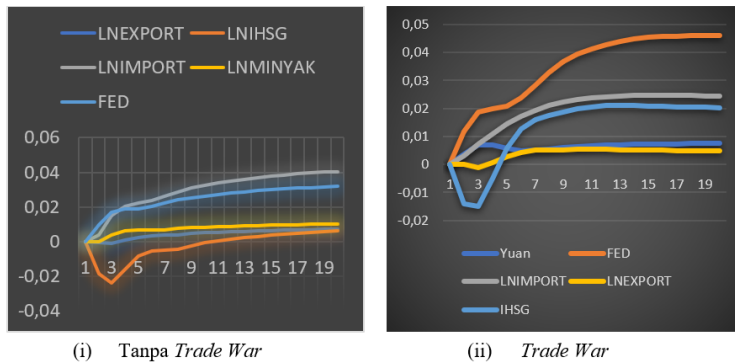 LNEXPORT LNIHSG
LNIMPORT LNMINYAK
FED
0,06
0,04
0,02
0
-0,02
-0,04
1 3 5 7 9 11 13 15 17 19
(i) Tanpa Trade War
0,05
0,04
0,03
0,02
0,01
0
-0,01
-0,02
1 3 5 7 9 11 13 15 17 19
Yuan FED
LNIMPORT LNEXPORT
IHSG
(ii) Trade War